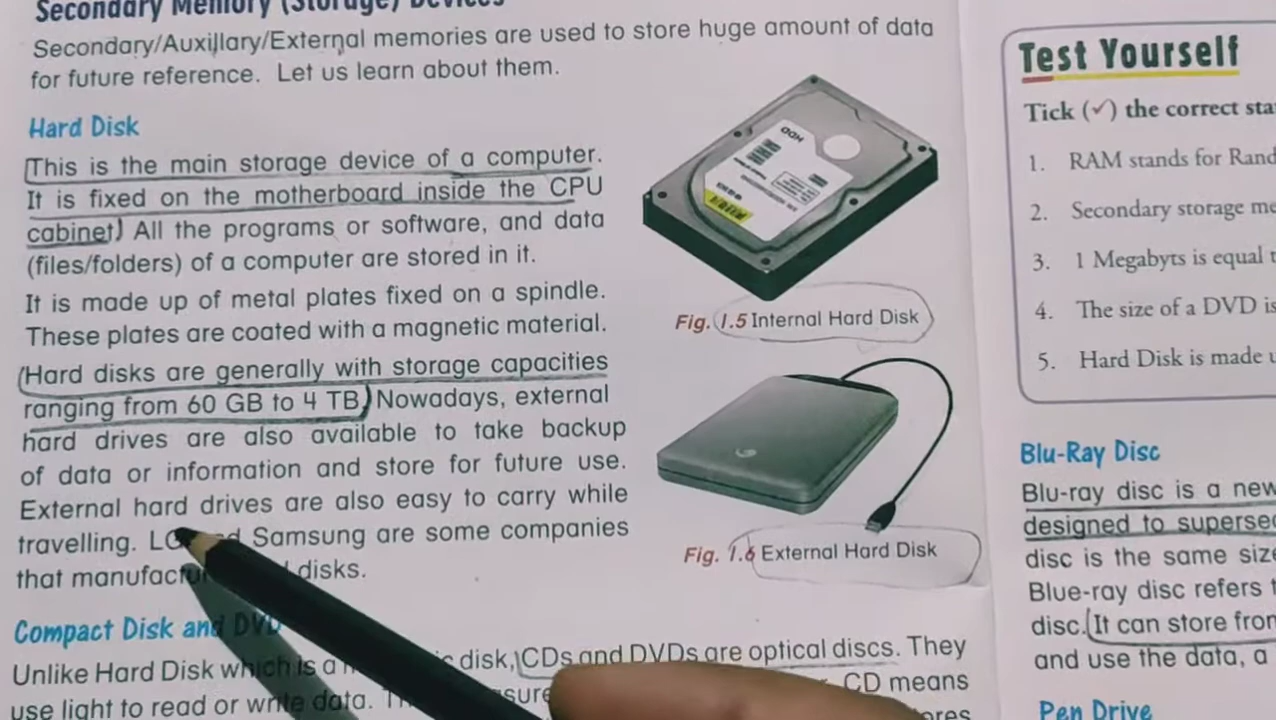 Secondary Memory (Storage) Devices
Secondary/Auxillary/External memories are used to store huge amount of data
for future reference. Let us learn about them.
Hard Disk
This is the main storage device of a computer.
It is fixed on the motherboard inside the CPU
cabinet) All the programs or software, and data
(files/folders) of a computer are stored in it.
It is made up of metal plates fixed on a spindle.
These plates are coated with a magnetic material.
(Hard disks are generally with storage capacities
ranging from 60 GB to 4 TB) Nowadays, external
hard drives are also available to take backup
of data or information and store for future use.
External hard drives are also easy to carry while
travelling. Samsung are some companies
that disks.
HDD
Fig. 1.5 Internal Hard Disk
Fig. 1.6 External Hard Disk
Compact Disk and DVD
Unlike Hard Disk which is a disk, CDs and DVDs are optical discs. They
use light to read or write data. CD means
Test Yourself
Tick (✓) the correct
1. RAM stands for
2. Secondary storage
3. 1 Megabyts is equal
4. The size of a DVD is
5. Hard Disk is made
Blu-Ray Disc
Blu-ray disc is a new
designed to
disc is the same
Blue-ray disc refers
disc. (It can store from
and use the data, a
Pen Drive